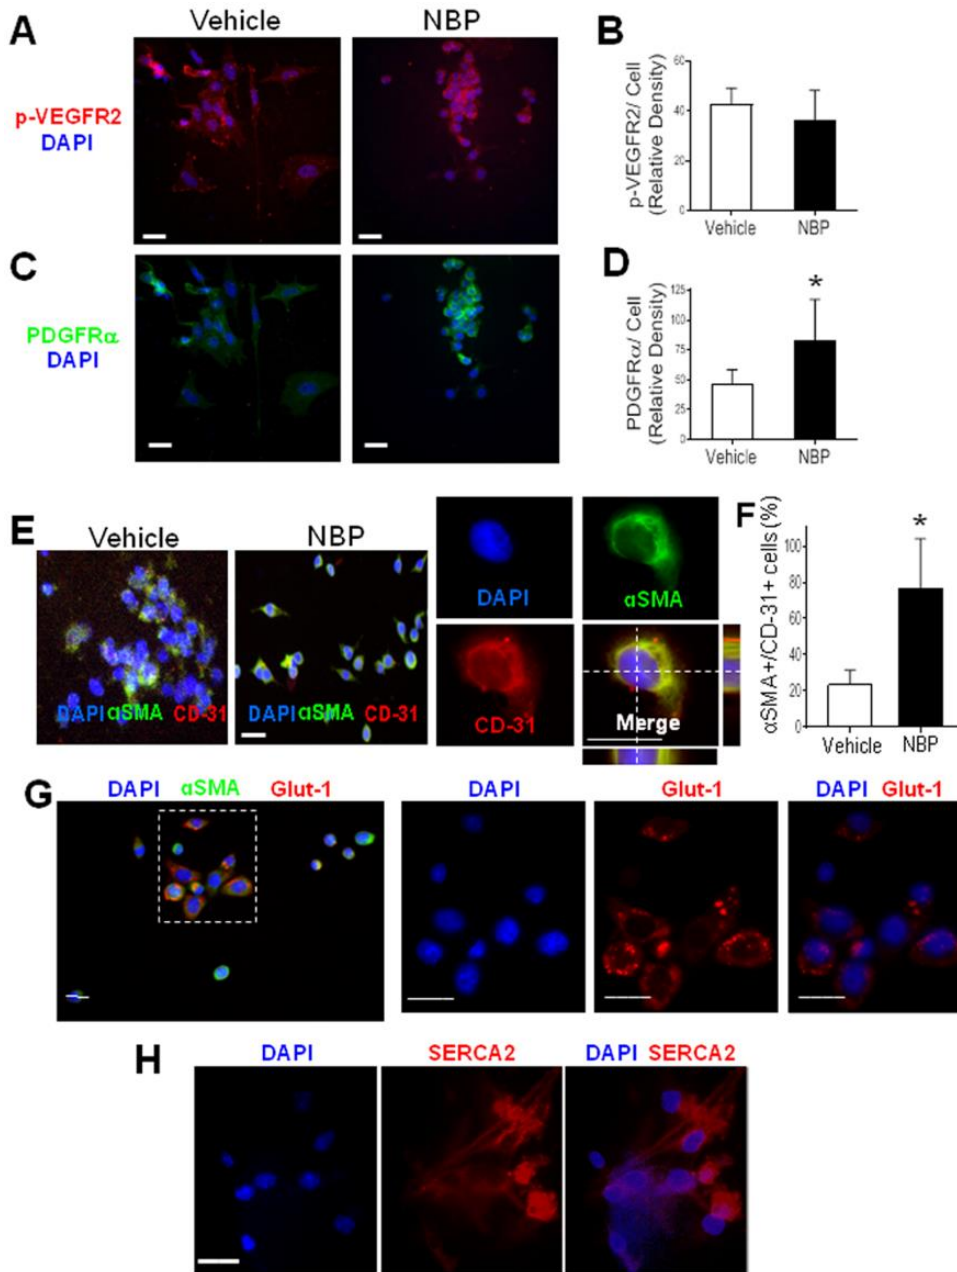 A
Vehicle
NBP
p-VEGFR2
DAPI
B
p-VEGFR2/ Cell
(Relative Density)
60
40
20
0
Vehicle
NBP
C
PDGFRα
DAPI
D
PDGFRα/ Cell
(Relative Density)
125
100
75
50
25
0
*
Vehicle
NBP
E
Vehicle
NBP
DAPI αSMA CD-31
DAPI αSMA CD-31
DAPI
αSMA
CD-31
Merge
F
αSMA+/CD-31+ cells (%)
100
80
60
40
20
0
*
Vehicle
NBP
G
DAPI αSMA Glut-1
DAPI
Glut-1
DAPI Glut-1
H
DAPI
SERCA2
DAPI SERCA2